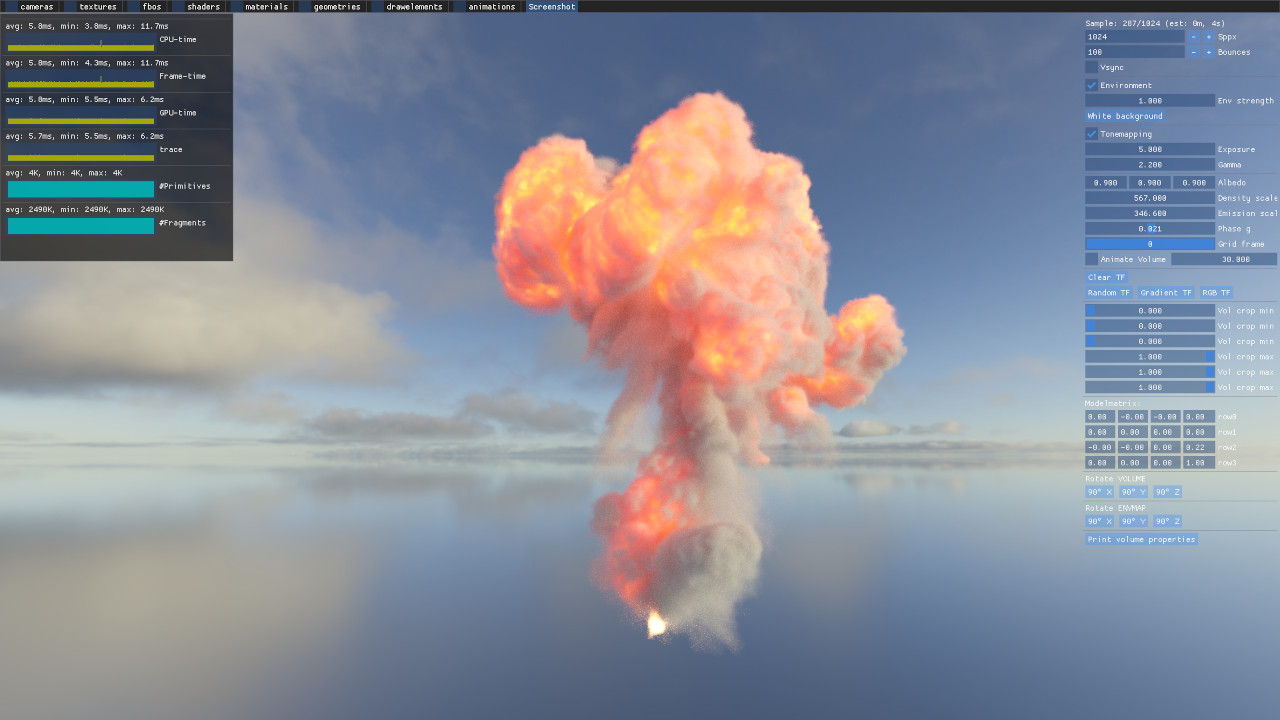 cameras textures fbos shaders materials geometries drawelements animations Screenshot
avg: 5.8ms, min: 3.8ms, max: 11.7ms
CPU-time
avg: 5.8ms, min: 4.3ms, max: 11.7ms
Frame-time
avg: 5.8ms, min: 5.5ms, max: 6.2ms
GPU-time
avg: 5.7ms, min: 5.5ms, max: 6.2ms
trace
avg: 4K, min: 4K, max: 4K
#Primitives
avg: 2490K, min: 2490K, max: 2490K
#Fragments
Sample: 287/1024 (est: 0m, 4s)
1024 - + Sppx
100 - + Bounces
Vsync
Environment
1.000 Env strength
White background
Tonemapping
5.000 Exposure
2.200 Gamma
0.900 0.900 0.900 Albedo
567.000 Density scale
346.600 Emission scal
0.021 Phase g
0 Grid frame
Animate Volume 30.000
Clear TF
Random TF Gradient TF RGB TF
0.000 Vol crop min
0.000 Vol crop min
0.000 Vol crop min
1.000 Vol crop max
1.000 Vol crop max
1.000 Vol crop max
Modelmatrix:
0.00 -0.00 -0.00 0.00 row0
0.00 0.00 0.00 0.00 row1
-0.00 -0.00 0.00 0.22 row2
0.00 0.00 0.00 1.00 row3
Rotate VOLUME
90° X 90° Y 90° Z
Rotate ENVMAP
90° X 90° Y 90° Z
Print volume properties